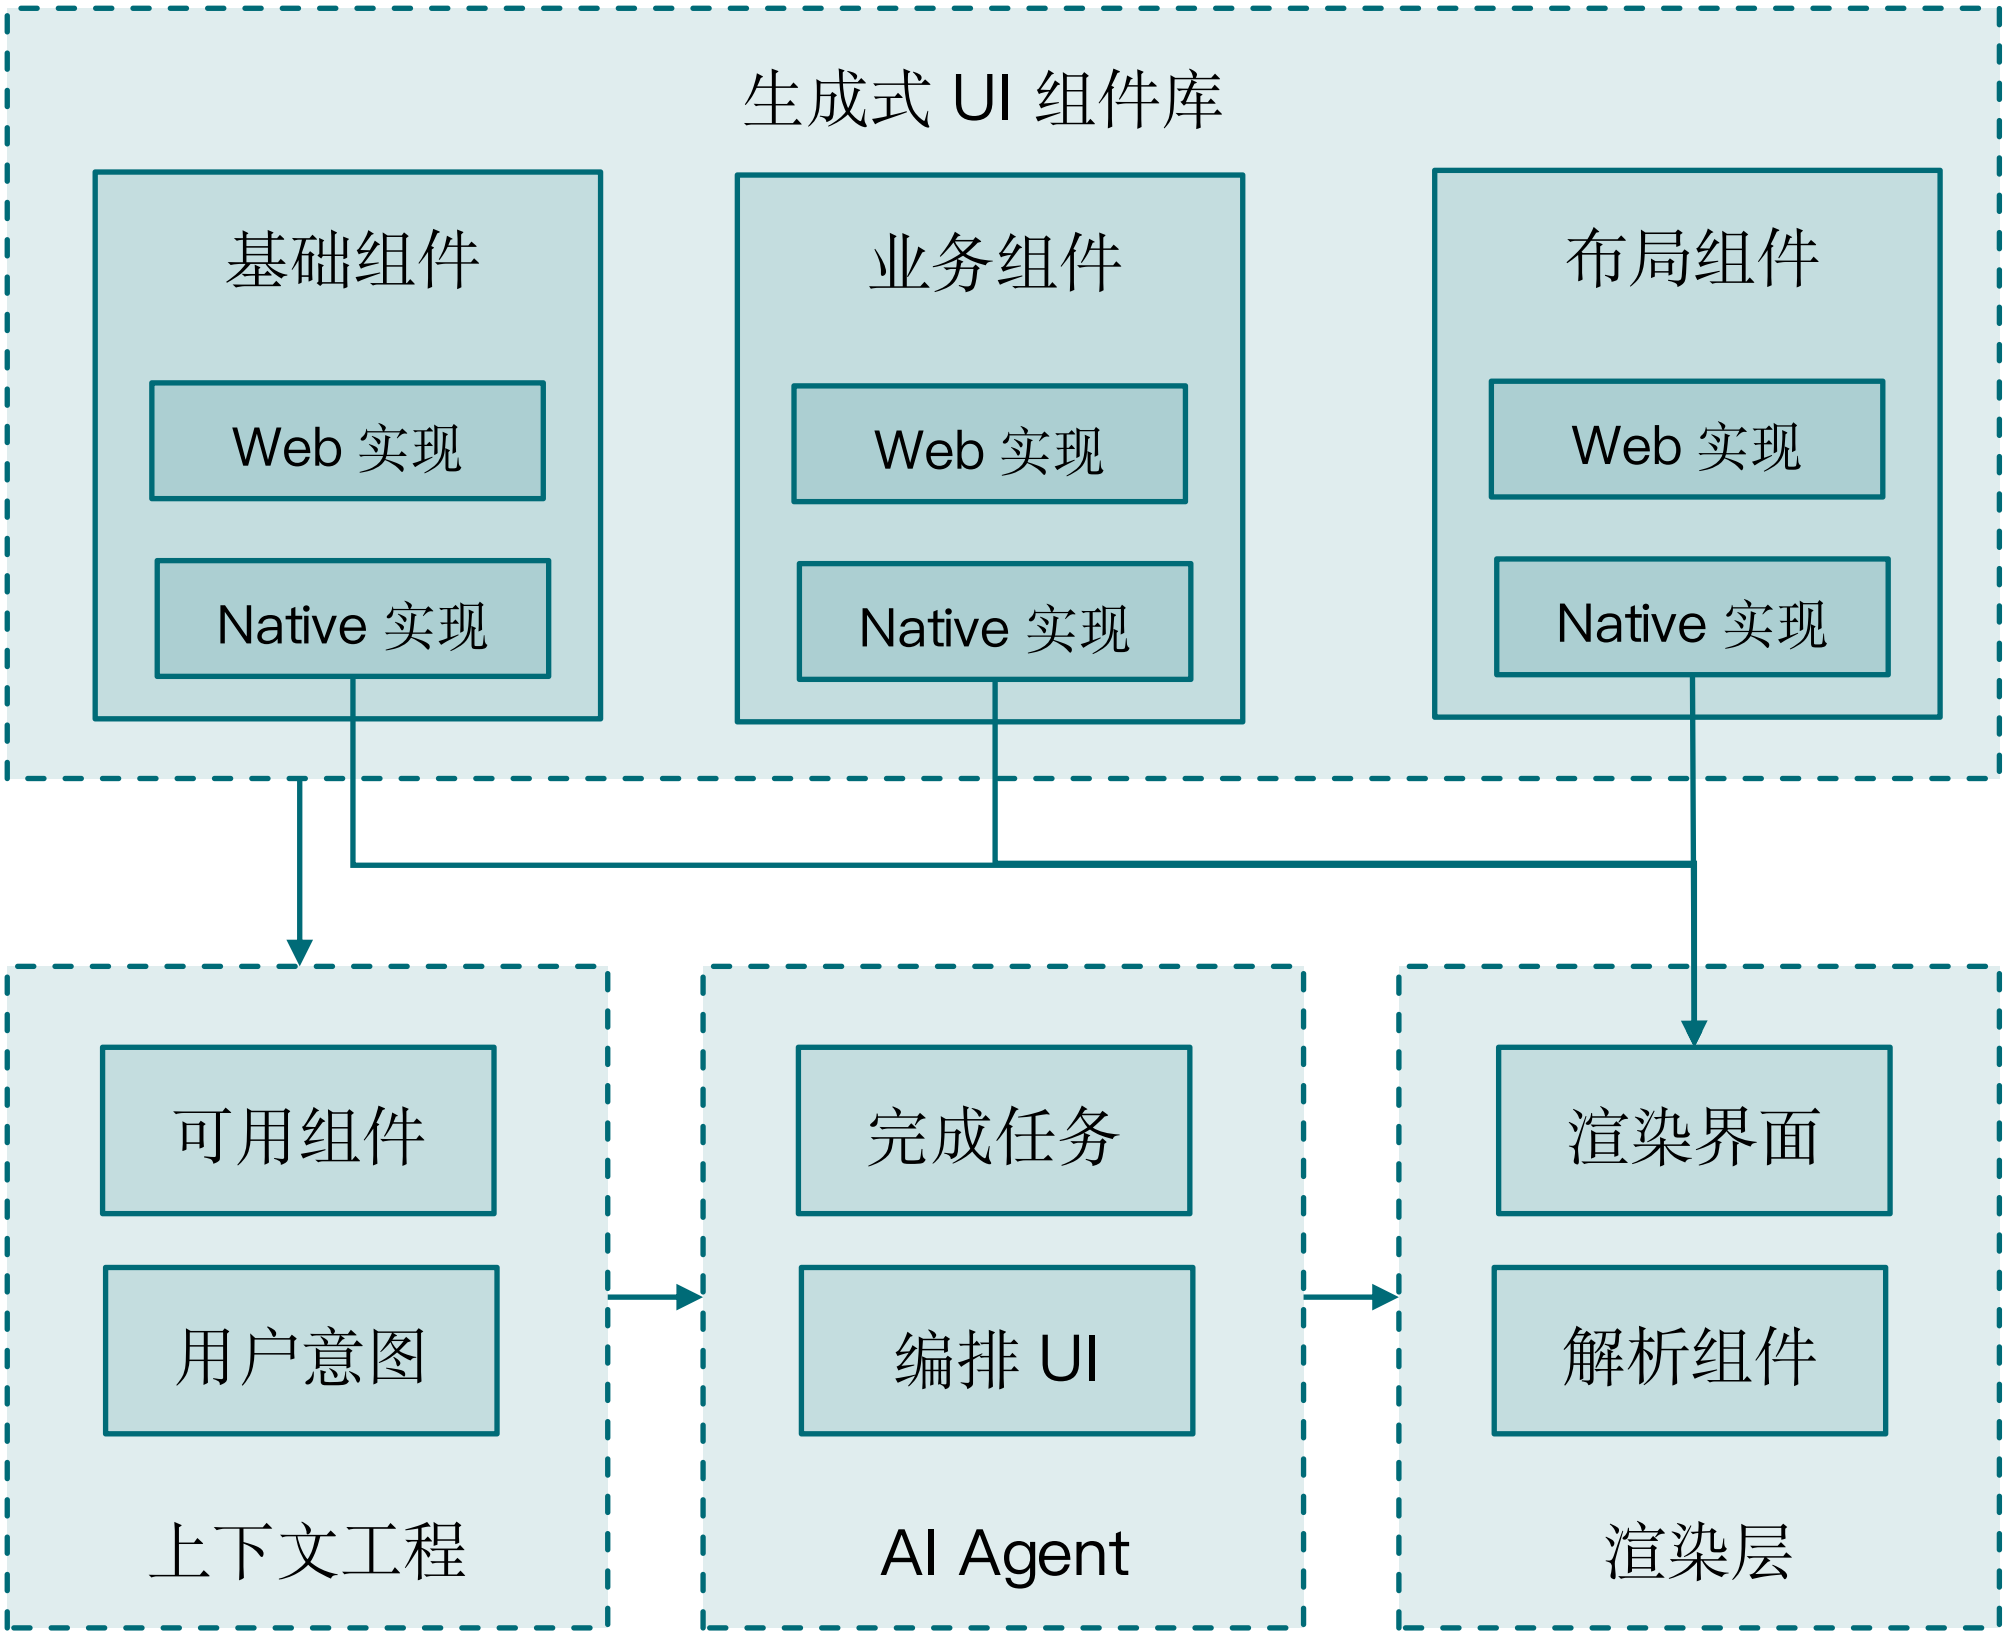 生成式 UI 组件库
基础组件
Web 实现
Native 实现
业务组件
Web 实现
Native 实现
布局组件
Web 实现
Native 实现
可用组件
用户意图
上下文工程
完成任务
编排 UI
AI Agent
渲染界面
解析组件
渲染层